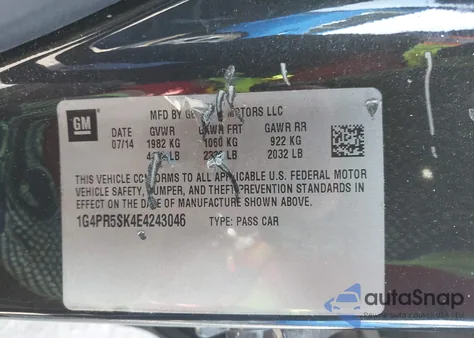 GM
MFD BY GENERAL MOTORS LLC
DATE GVWR GAWR FRT GAWR RR
07/14 1982 KG 1060 KG 922 KG
LB LB 2032 LB
THIS VEHICLE CONFORMS TO ALL APPLICABLE U.S. FEDERAL MOTOR
VEHICLE SAFETY, BUMPER, AND THEFT PREVENTION STANDARDS IN
EFFECT ON THE DATE OF MANUFACTURE SHOWN ABOVE.
1G4PR5SK4E4243046 TYPE: PASS CAR
autoSnap